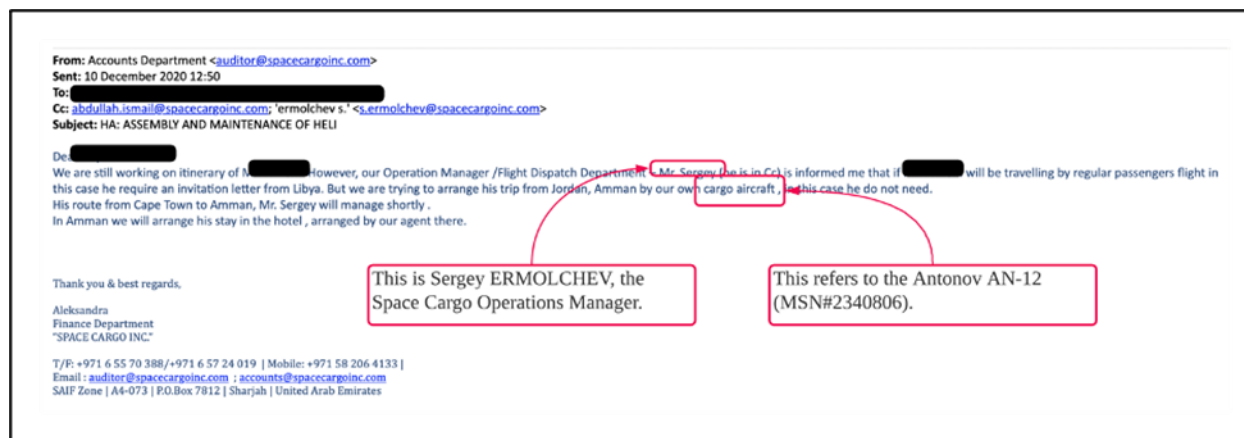 From: Accounts Department <auditor@spacecargoinc.com>
Sent: 10 December 2020 12:50
To:
Cc: abdullah.ismail@spacecargoinc.com; 'ermolchev s.' <s.ermolchev@spacecargoinc.com>
Subject: HA: ASSEMBLY AND MAINTENANCE OF HELI
De
We are still working on itinerary of M However, our Operation Manager /Flight Dispatch Department - Mr. Sergey (he is in Cc) is informed me that if will be travelling by regular passengers flight in
this case he require an invitation letter from Libya. But we are trying to arrange his trip from Jordan, Amman by our own cargo aircraft , in this case he do not need.
His route from Cape Town to Amman, Mr. Sergey will manage shortly .
In Amman we will arrange his stay in the hotel , arranged by our agent there.
This is Sergey ERMOLCHEV, the
Space Cargo Operations Manager.
This refers to the Antonov AN-12
(MSN#2340806).
Thank you & best regards,
Aleksandra
Finance Department
"SPACE CARGO INC."
T/F: +971 6 55 70 388/+971 6 57 24 019 | Mobile: +971 58 206 4133 |
Email : auditor@spacecargoinc.com ; accounts@spacecargoinc.com
SAIF Zone | A4-073 | P.O.Box 7812 | Sharjah | United Arab Emirates